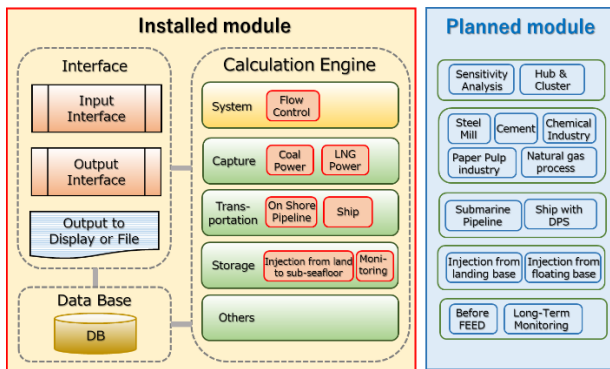 Installed module
Interface
Input
Interface
Output
Interface
Output to
Display or File
Data Base
DB
Calculation Engine
System
Flow
Control
Capture
Coal
Power
LNG
Power
Trans-
portation
On Shore
Pipeline
Ship
Storage
Injection from land
to sub-seafloor
Moni-
toring
Others
Planned module
Sensitivity
Analysis
Hub &
Cluster
Steel
Mill
Cement
Chemical
Industry
Paper Pulp
industry
Natural gas
process
Submarine
Pipeline
Ship with
DPS
Injection from
landing base
Injection from
floating base
Before
FEED
Long-Term
Monitoring